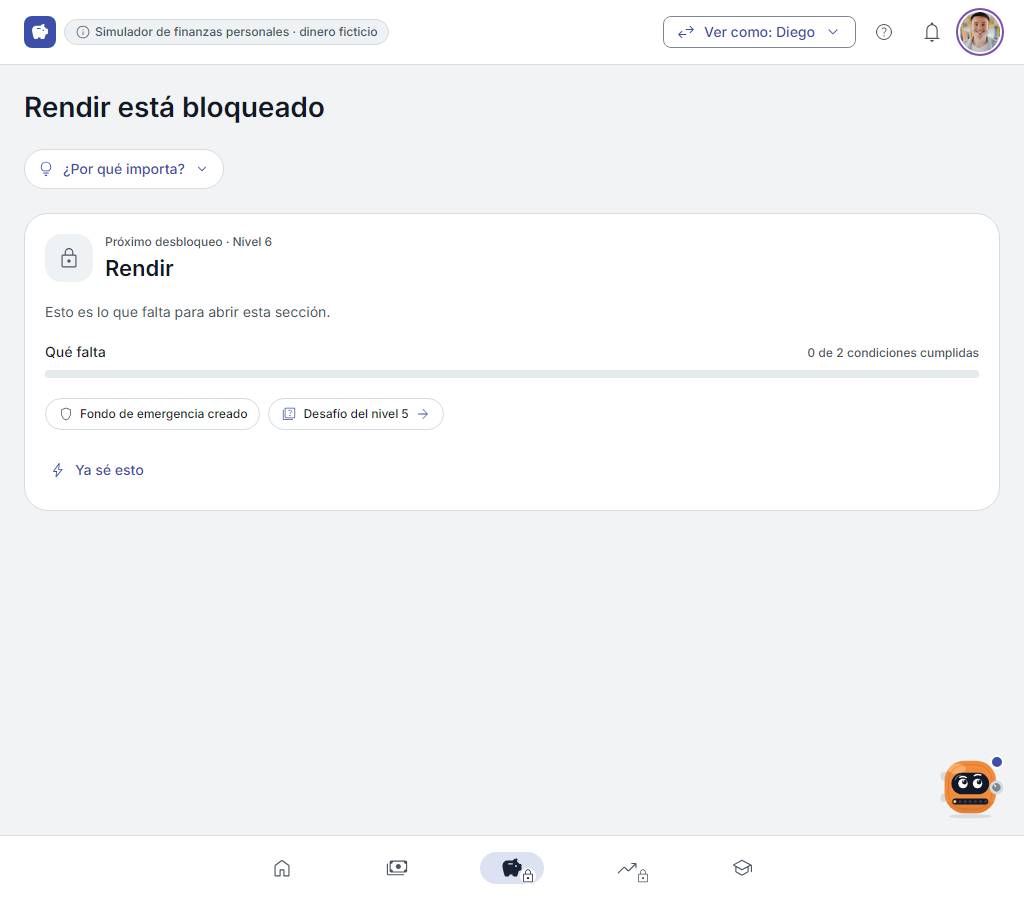 Simulador de finanzas personales · dinero ficticio
Ver como: Diego
Rendir está bloqueado
¿Por qué importa?
Próximo desbloqueo · Nivel 6
Rendir
Esto es lo que falta para abrir esta sección.
Qué falta
0 de 2 condiciones cumplidas
Fondo de emergencia creado
Desafío del nivel 5
Ya sé esto